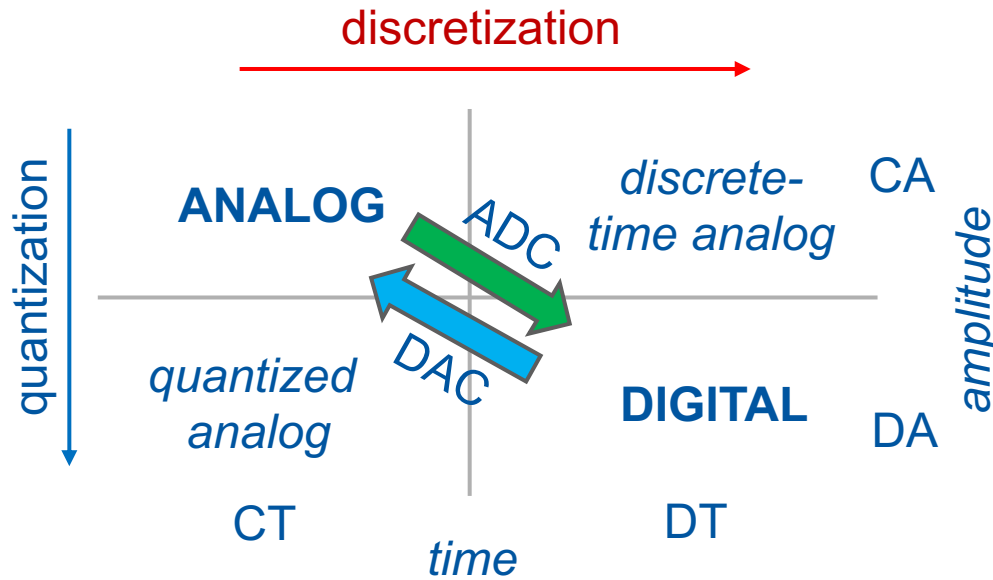 discretization
quantization
ANALOG
ADC
discrete-
time analog
CA
amplitude
quantized
analog
DAC
DIGITAL
DA
CT
time
DT